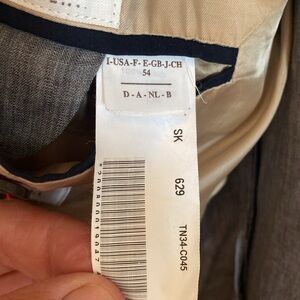 I-USA-F- E-GB-J-CH
54
D - A - NL - B
SK
629
TN34-C045